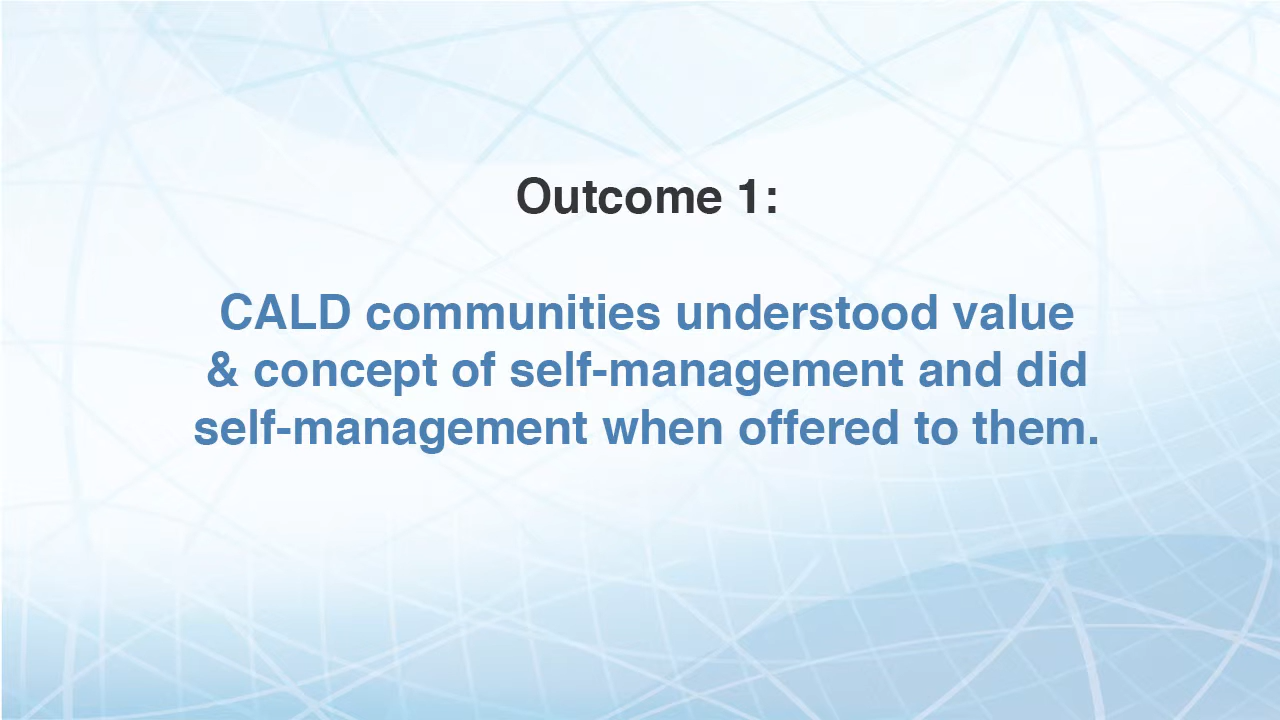 Outcome 1:
CALD communities understood value
& concept of self-management and did
self-management when offered to them.